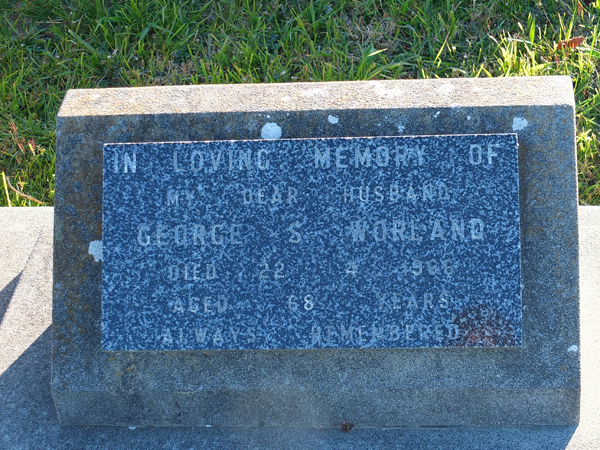 IN LOVING MEMORY OF
MY DEAR HUSBAND
GEORGE S. WORLAND
DIED 22 4
AGED 68 YEARS
ALWAYS REMEMBERED